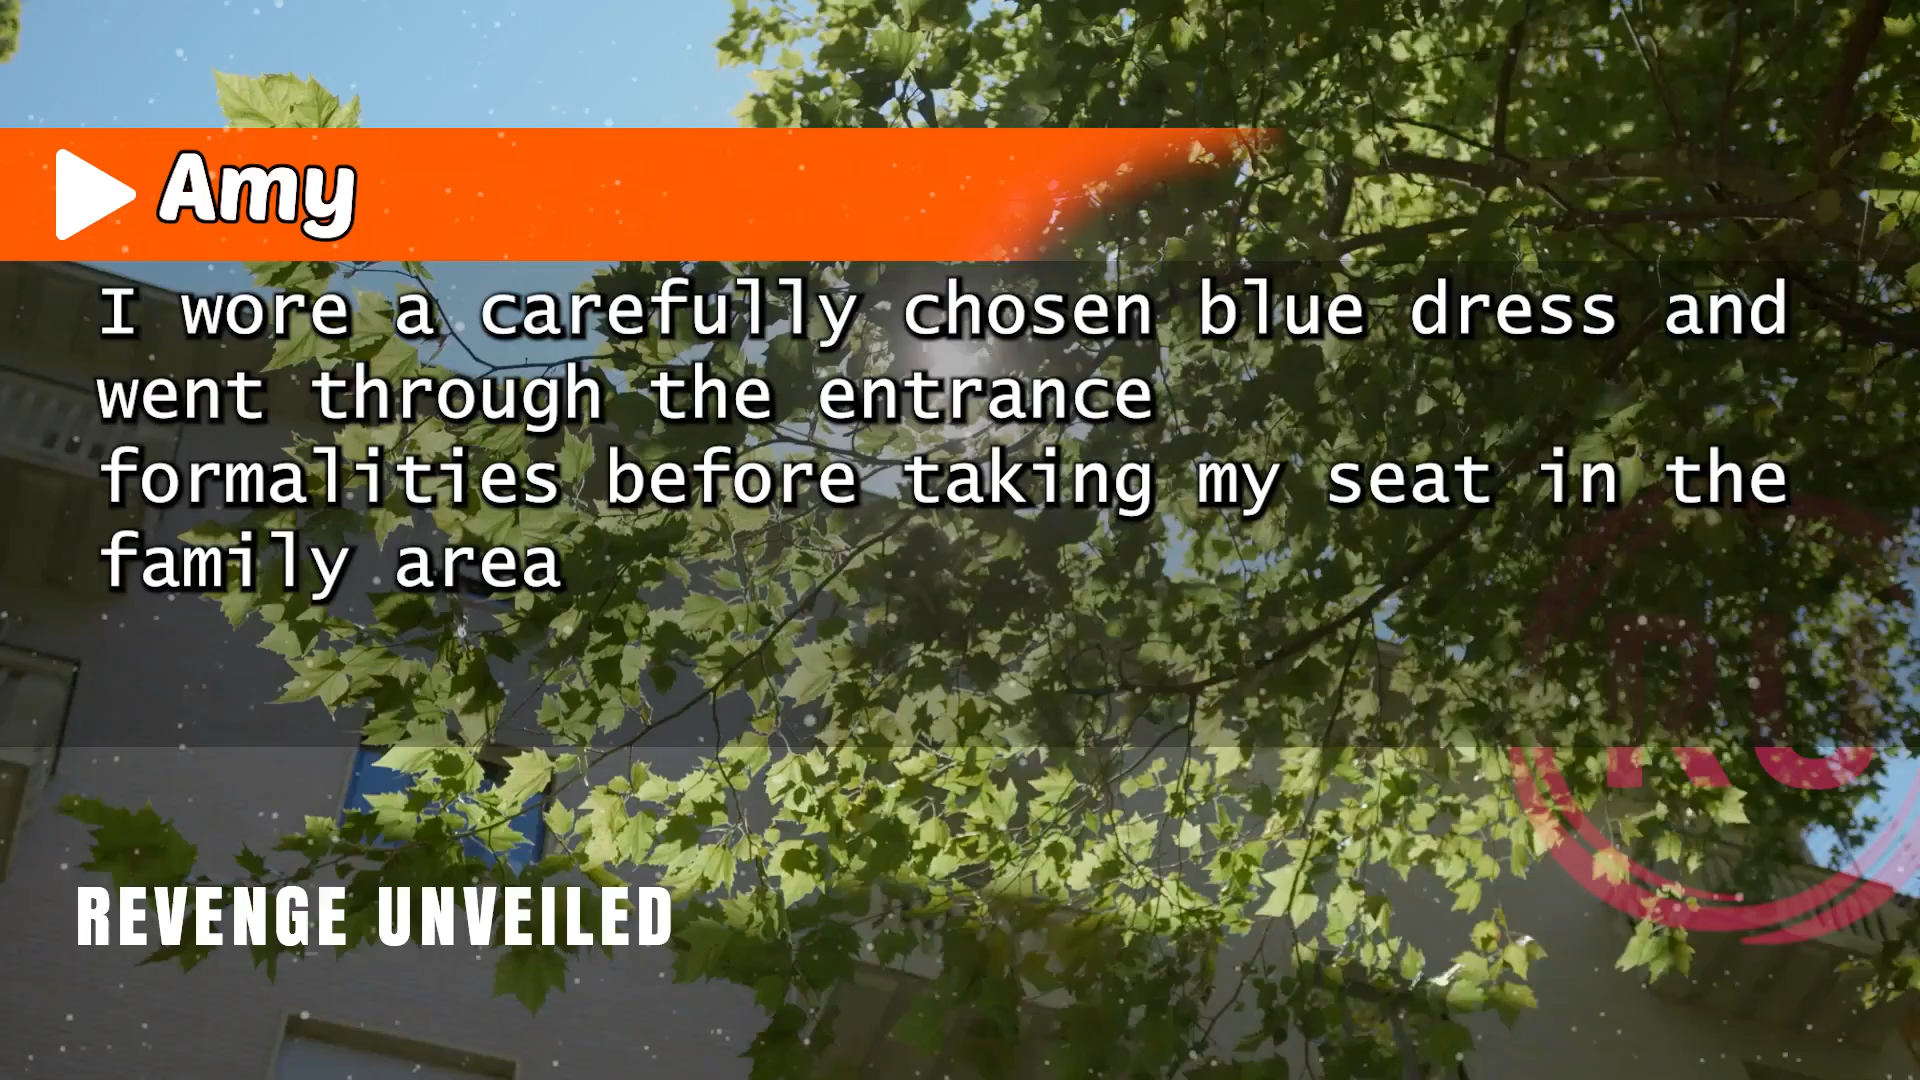 Amy
I wore a carefully chosen blue dress and
went through the entrance
formalities before taking my seat in the
family area
RU
REVENGE UNVEILED